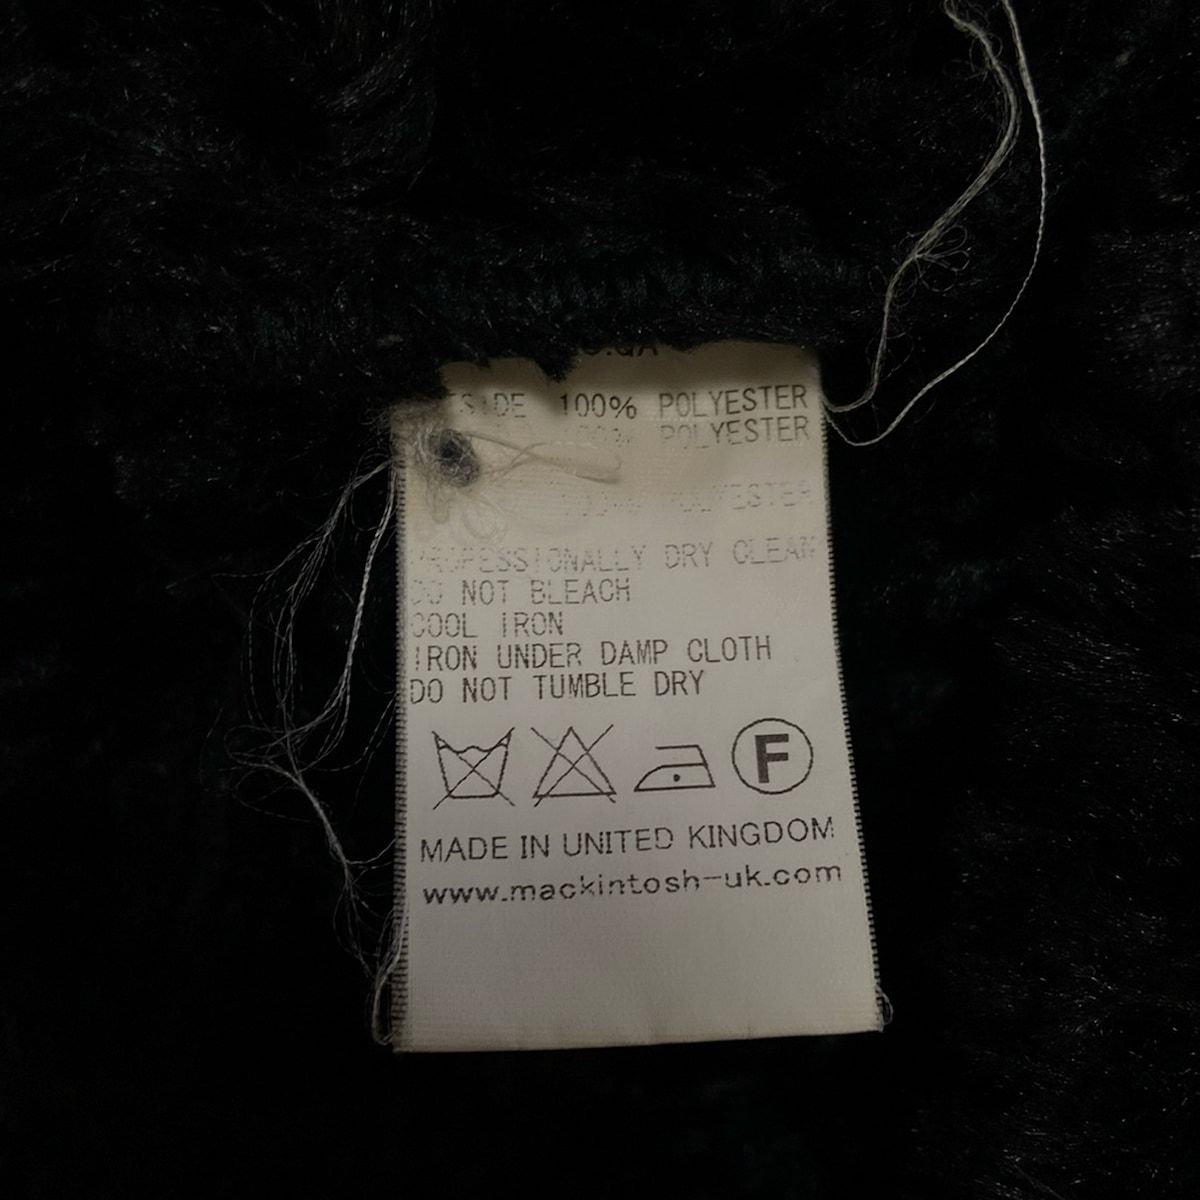 100% POLYESTER
POLYESTER
POLYESTER
PROFESSIONALLY DRY CLEAN
DO NOT BLEACH
COOL IRON
IRON UNDER DAMP CLOTH
DO NOT TUMBLE DRY
F
MADE IN UNITED KINGDOM
www.mackintosh-uk.com